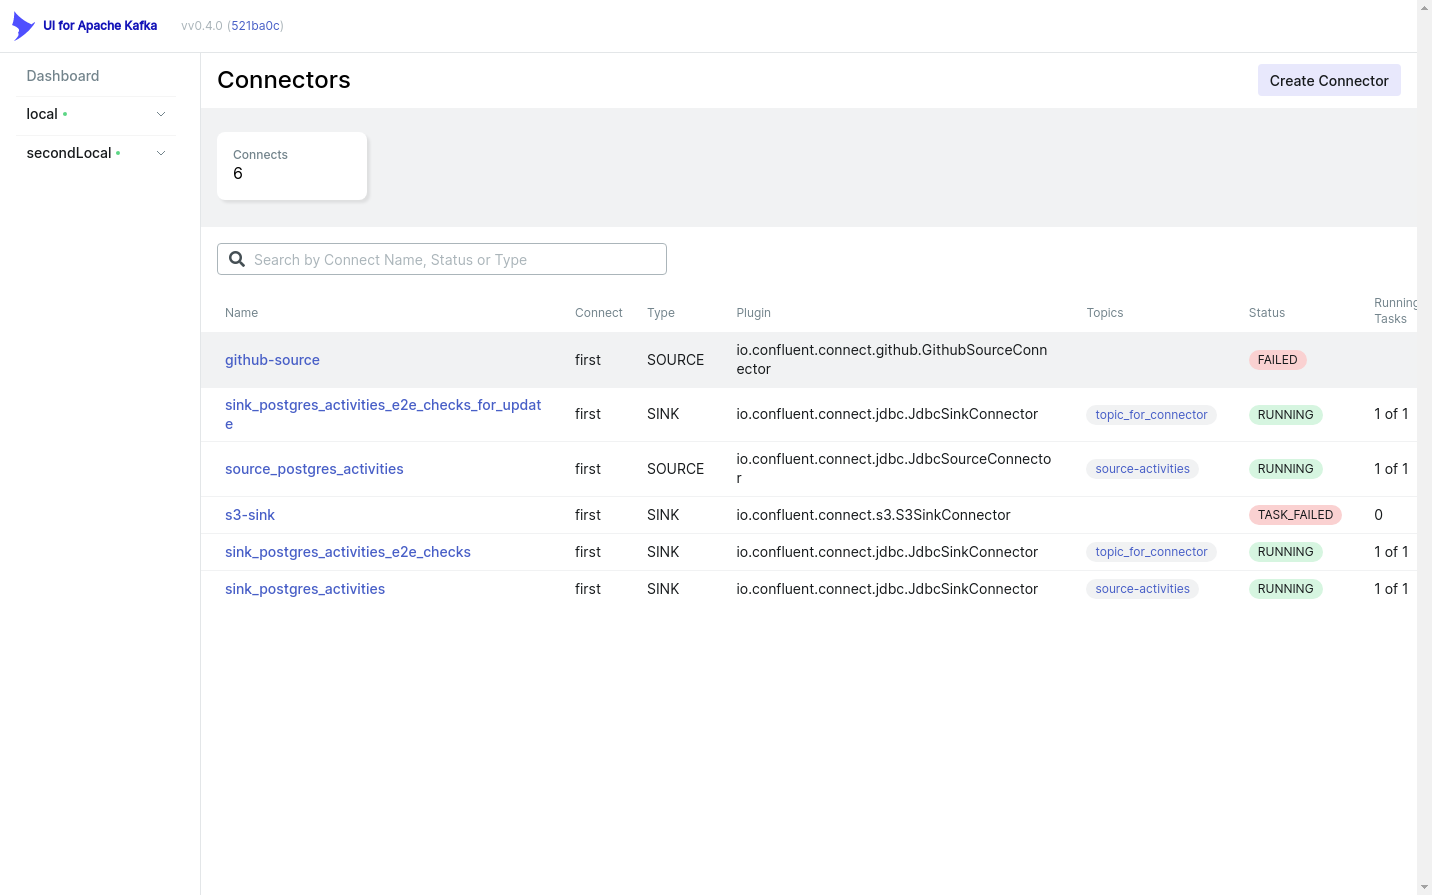 UI for Apache Kafka vv0.4.0 (521ba0c)
Dashboard
local
secondLocal
Connectors
Create Connector
Connects
6
Search by Connect Name, Status or Type
Name Connect Type Plugin Topics Status Running
Tasks
github-source first SOURCE io.confluent.connect.github.GithubSourceConn
ector FAILED
sink_postgres_activities_e2e_checks_for_updat
e first SINK io.confluent.connect.jdbc.JdbcSinkConnector topic_for_connector RUNNING 1 of 1
source_postgres_activities first SOURCE io.confluent.connect.jdbc.JdbcSourceConnecto
r source-activities RUNNING 1 of 1
s3-sink first SINK io.confluent.connect.s3.S3SinkConnector TASK_FAILED 0
sink_postgres_activities_e2e_checks first SINK io.confluent.connect.jdbc.JdbcSinkConnector topic_for_connector RUNNING 1 of 1
sink_postgres_activities first SINK io.confluent.connect.jdbc.JdbcSinkConnector source-activities RUNNING 1 of 1